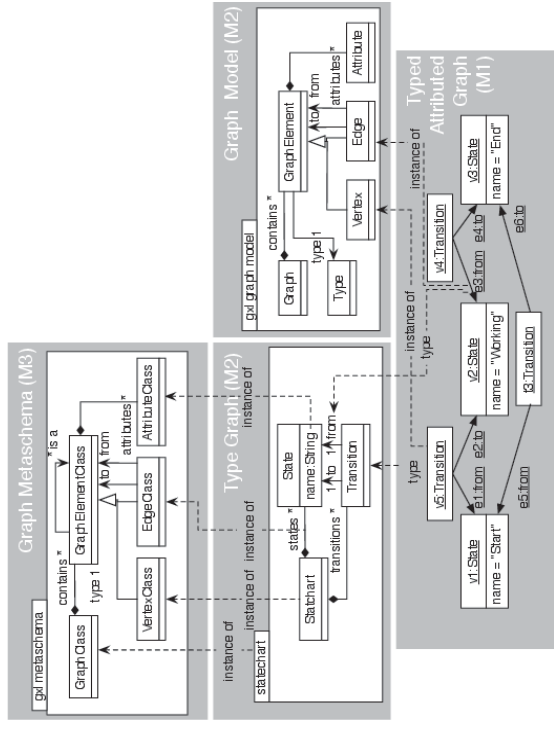 Graph Metaschema (M3)
gxl metaschema
GraphClass
contains *
type 1
GraphElementClass
* is a
to from
attributes *
VertexClass
EdgeClass
AttributeClass
instance of
instance of
instance of
instance of
Type Graph (M2)
statechart
Statchart
states *
transitions *
State
name:String
1 to
1 from
Transition
Graph Model (M2)
gxl graph model
Graph
contains *
type 1
Type
GraphElement
to from
attributes *
Vertex
Edge
Attribute
instance of
instance of
type
type
Typed
Attributed
Graph
(M1)
v5:Transition
v4:Transition
e1:from
e2:to
e3:from
e4:to
v1:State
name = "Start"
v2:State
name = "Working"
v3:State
name = "End"
e5:from
t3:Transition
e6:to